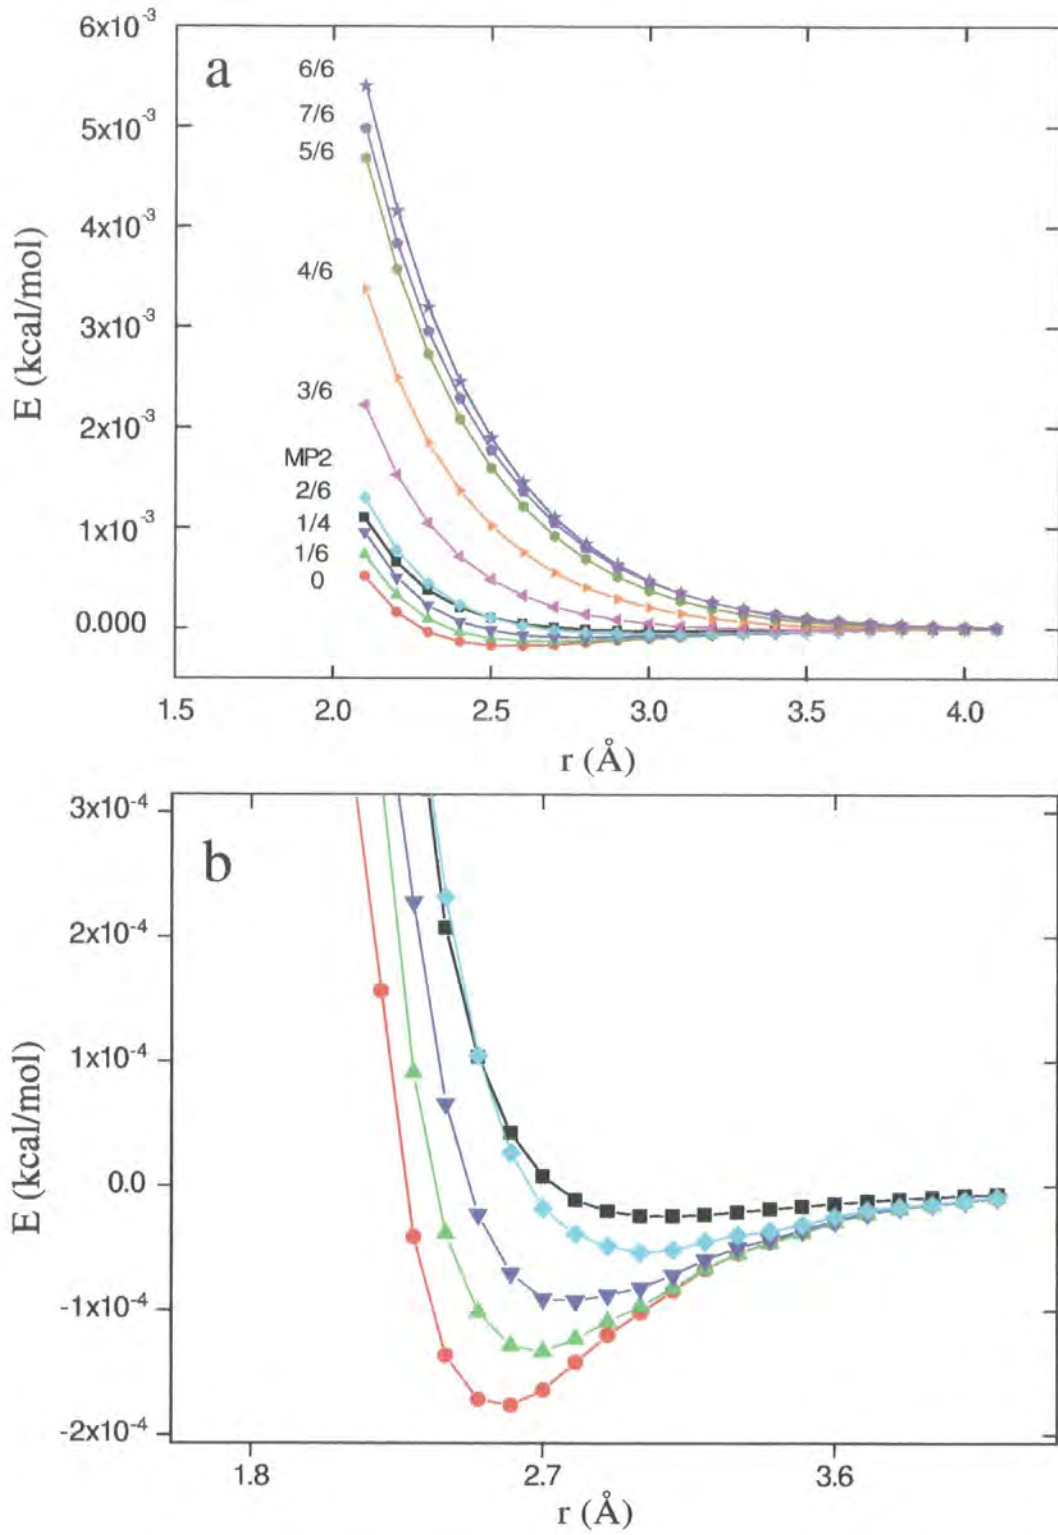 6x10⁻³
a
6/6
7/6
5x10⁻³
5/6
4x10⁻³
4/6
E (kcal/mol)
3x10⁻³
3/6
2x10⁻³
MP2
2/6
1x10⁻³
1/4
1/6
0
0.000
1.5 2.0 2.5 3.0 3.5 4.0
r (Å)
3x10⁻⁴
b
2x10⁻⁴
1x10⁻⁴
E (kcal/mol)
0.0
-1x10⁻⁴
-2x10⁻⁴
1.8 2.7 3.6
r (Å)